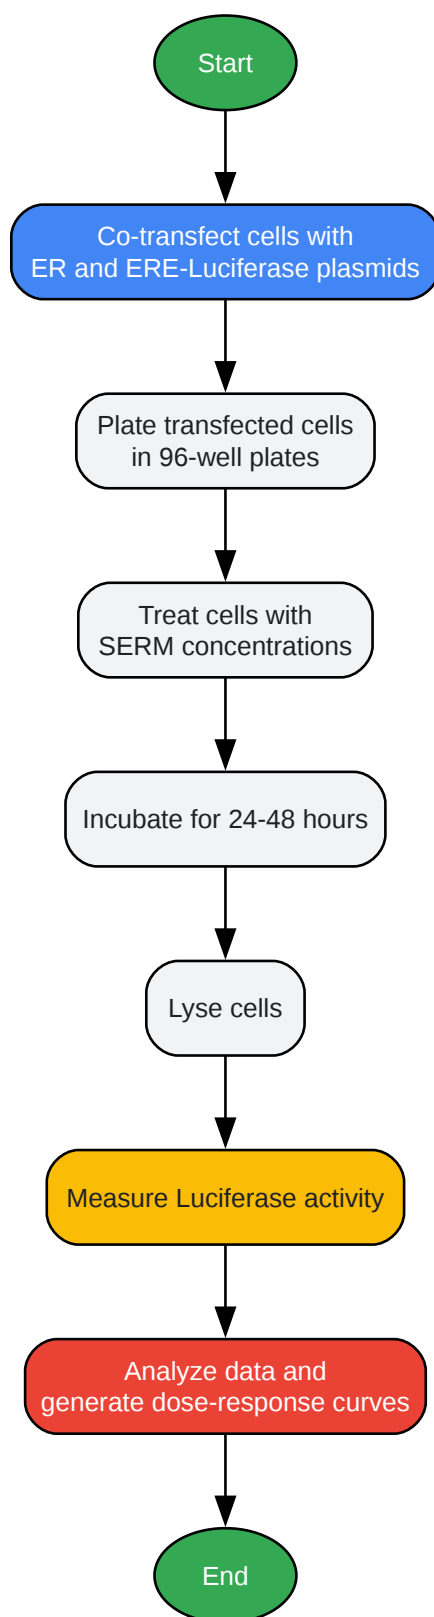 Start
Co-transfect cells with
ER and ERE-Luciferase plasmids
Plate transfected cells
in 96-well plates
Treat cells with
SERM concentrations
Incubate for 24-48 hours
Lyse cells
Measure Luciferase activity
Analyze data and
generate dose-response curves
End